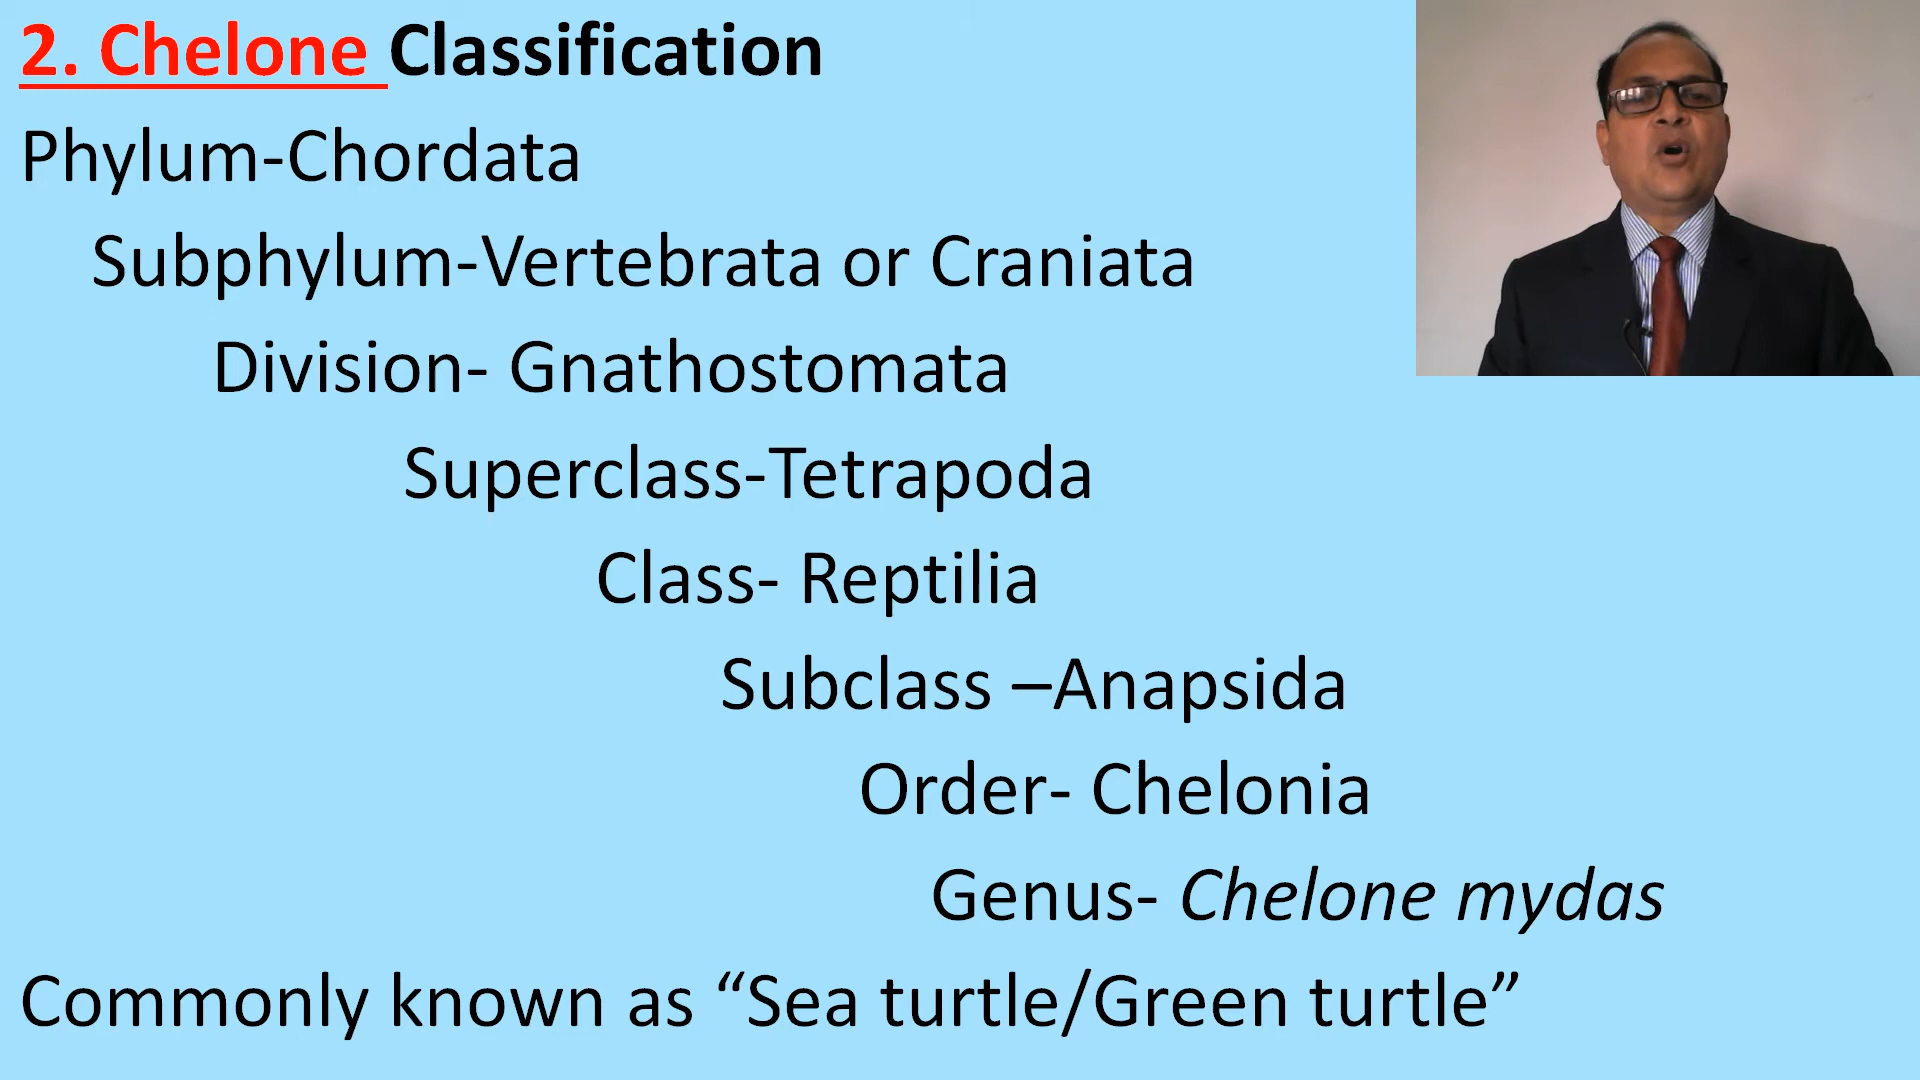 2. Chelone Classification
Phylum-Chordata
Subphylum-Vertebrata or Craniata
Division- Gnathostomata
Superclass-Tetrapoda
Class- Reptilia
Subclass –Anapsida
Order- Chelonia
Genus- Chelone mydas
Commonly known as “Sea turtle/Green turtle”